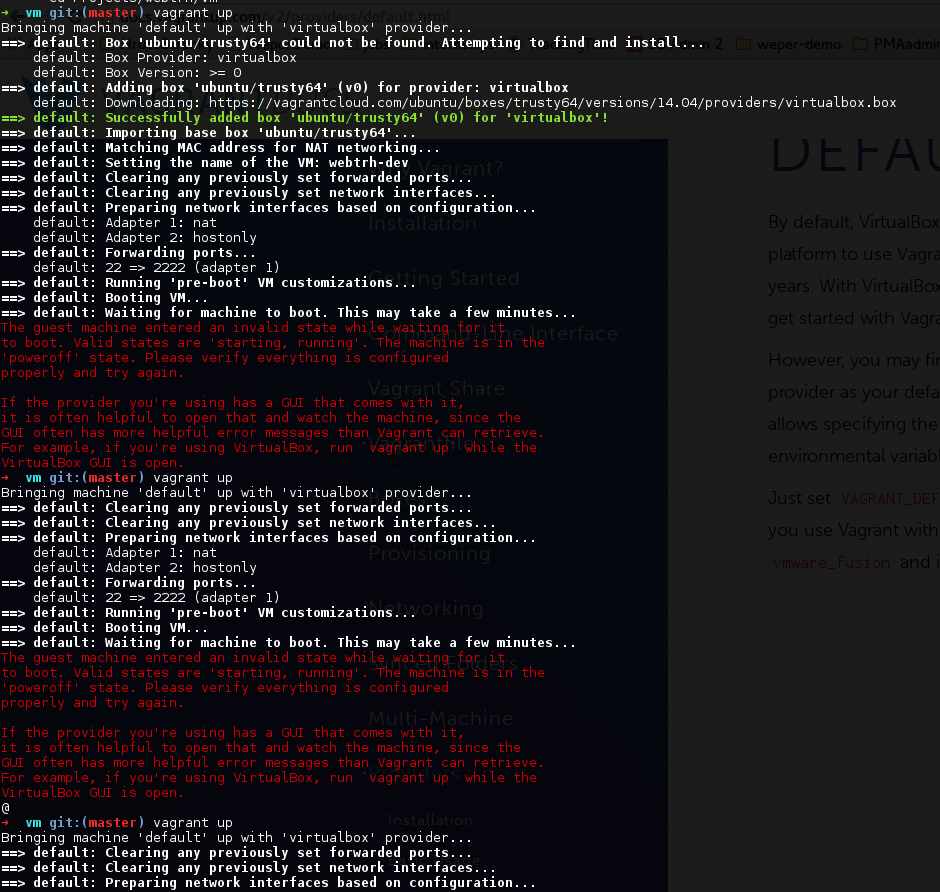 ➜  vm git:(master) vagrant up
Bringing machine 'default' up with 'virtualbox' provider...
==> default: Box 'ubuntu/trusty64' could not be found. Attempting to find and install...
    default: Box Provider: virtualbox
    default: Box Version: >= 0
==> default: Adding box 'ubuntu/trusty64' (v0) for provider: virtualbox
    default: Downloading: https://vagrantcloud.com/ubuntu/boxes/trusty64/versions/14.04/providers/virtualbox.box
==> default: Successfully added box 'ubuntu/trusty64' (v0) for 'virtualbox'!
==> default: Importing base box 'ubuntu/trusty64'...
==> default: Matching MAC address for NAT networking...
==> default: Setting the name of the VM: webtrh-dev
==> default: Clearing any previously set forwarded ports...
==> default: Clearing any previously set network interfaces...
==> default: Preparing network interfaces based on configuration...
    default: Adapter 1: nat
    default: Adapter 2: hostonly
==> default: Forwarding ports...
    default: 22 => 2222 (adapter 1)
==> default: Running 'pre-boot' VM customizations...
==> default: Booting VM...
==> default: Waiting for machine to boot. This may take a few minutes...
The guest machine entered an invalid state while waiting for it
to boot. Valid states are 'starting, running'. The machine is in the
'poweroff' state. Please verify everything is configured
properly and try again.
If the provider you're using has a GUI that comes with it,
it is often helpful to open that and watch the machine, since the
GUI often has more helpful error messages than Vagrant can retrieve.
For example, if you're using VirtualBox, run `vagrant up` while the
VirtualBox GUI is open.
➜  vm git:(master) vagrant up
Bringing machine 'default' up with 'virtualbox' provider...
==> default: Clearing any previously set forwarded ports...
==> default: Clearing any previously set network interfaces...
==> default: Preparing network interfaces based on configuration...
    default: Adapter 1: nat
    default: Adapter 2: hostonly
==> default: Forwarding ports...
    default: 22 => 2222 (adapter 1)
==> default: Running 'pre-boot' VM customizations...
==> default: Booting VM...
==> default: Waiting for machine to boot. This may take a few minutes...
The guest machine entered an invalid state while waiting for it
to boot. Valid states are 'starting, running'. The machine is in the
'poweroff' state. Please verify everything is configured
properly and try again.
If the provider you're using has a GUI that comes with it,
it is often helpful to open that and watch the machine, since the
GUI often has more helpful error messages than Vagrant can retrieve.
For example, if you're using VirtualBox, run `vagrant up` while the
VirtualBox GUI is open.
@
➜  vm git:(master) vagrant up
Bringing machine 'default' up with 'virtualbox' provider...
==> default: Clearing any previously set forwarded ports...
==> default: Clearing any previously set network interfaces...
==> default: Preparing network interfaces based on configuration...
/v2/providers/default.html
weper-demo
PMAadmi
Vagrant?
Installation
Getting Started
Command-Line Interface
Vagrant Share
Provisioning
Networking
Multi-Machine
Installation
DEFAU
By default, VirtualBox
platform to use Vagra
years. With VirtualBox
get started with Vagra
However, you may fin
provider as your defa
allows specifying the
environmental variab
Just set VAGRANT_DEF
you use Vagrant with
vmware_fusion and i